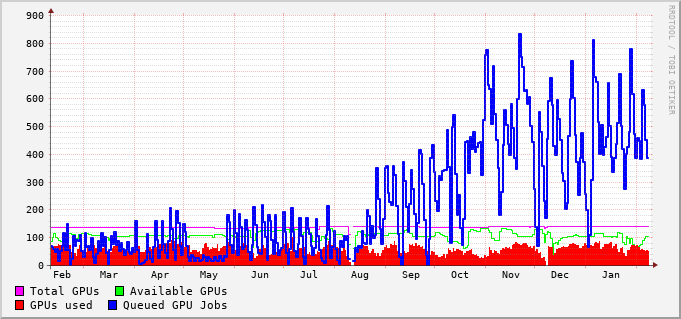 900
800
700
600
500
400
300
200
100
0
Feb Mar Apr May Jun Jul Aug Sep Oct Nov Dec Jan
Total GPUs Available GPUs
GPUs used Queued GPU Jobs
RRDTOOL / TOBI OETIKER